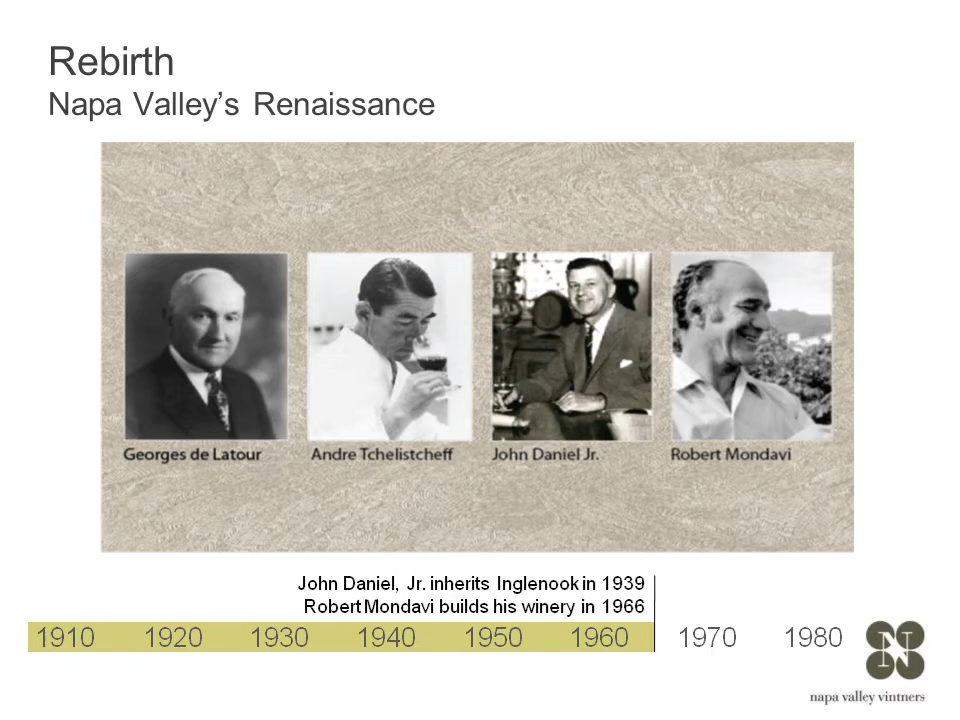 Rebirth
Napa Valley’s Renaissance
Georges de Latour
Andre Tchelistcheff
John Daniel Jr.
Robert Mondavi
John Daniel, Jr. inherits Inglenook in 1939
Robert Mondavi builds his winery in 1966
1910 1920 1930 1940 1950 1960 1970 1980
N
napa valley vintners